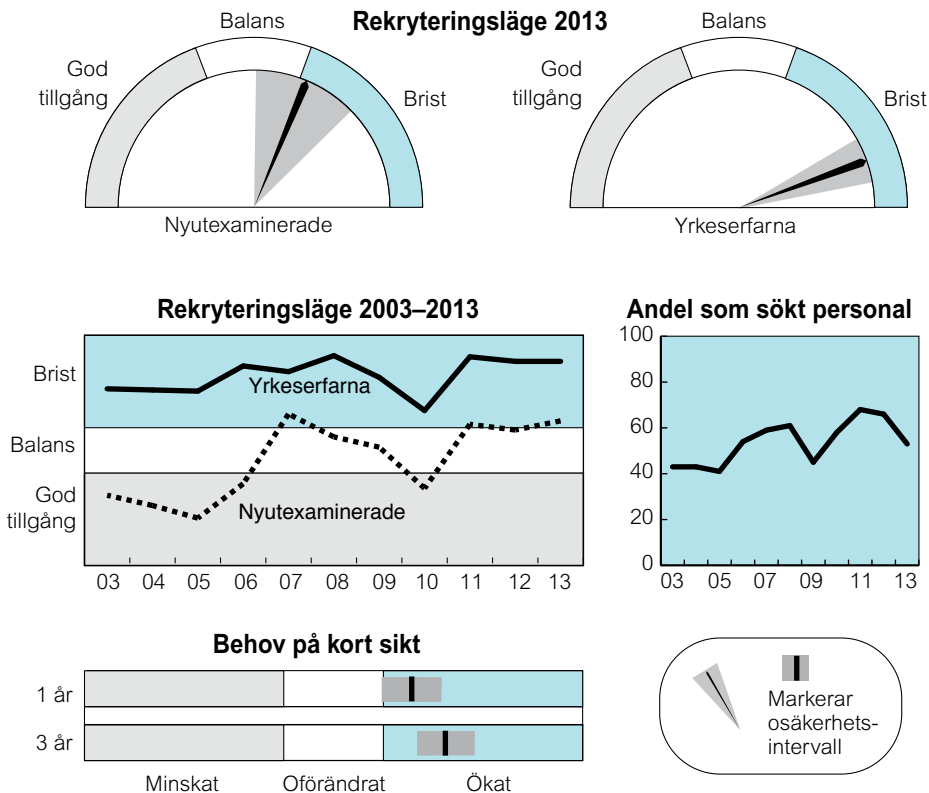 Rekryteringsläge 2013
Balans
God
tillgång
Brist
Nyutexaminerade
Balans
God
tillgång
Brist
Yrkeserfarna
Rekryteringsläge 2003–2013
Brist
Balans
God
tillgång
Yrkeserfarna
Nyutexaminerade
03 04 05 06 07 08 09 10 11 12 13
Andel som sökt personal
100
80
60
40
20
0
03 05 07 09 11 13
Behov på kort sikt
1 år
3 år
Minskat Oförändrat Ökat
Markerar
osäkerhets-
intervall